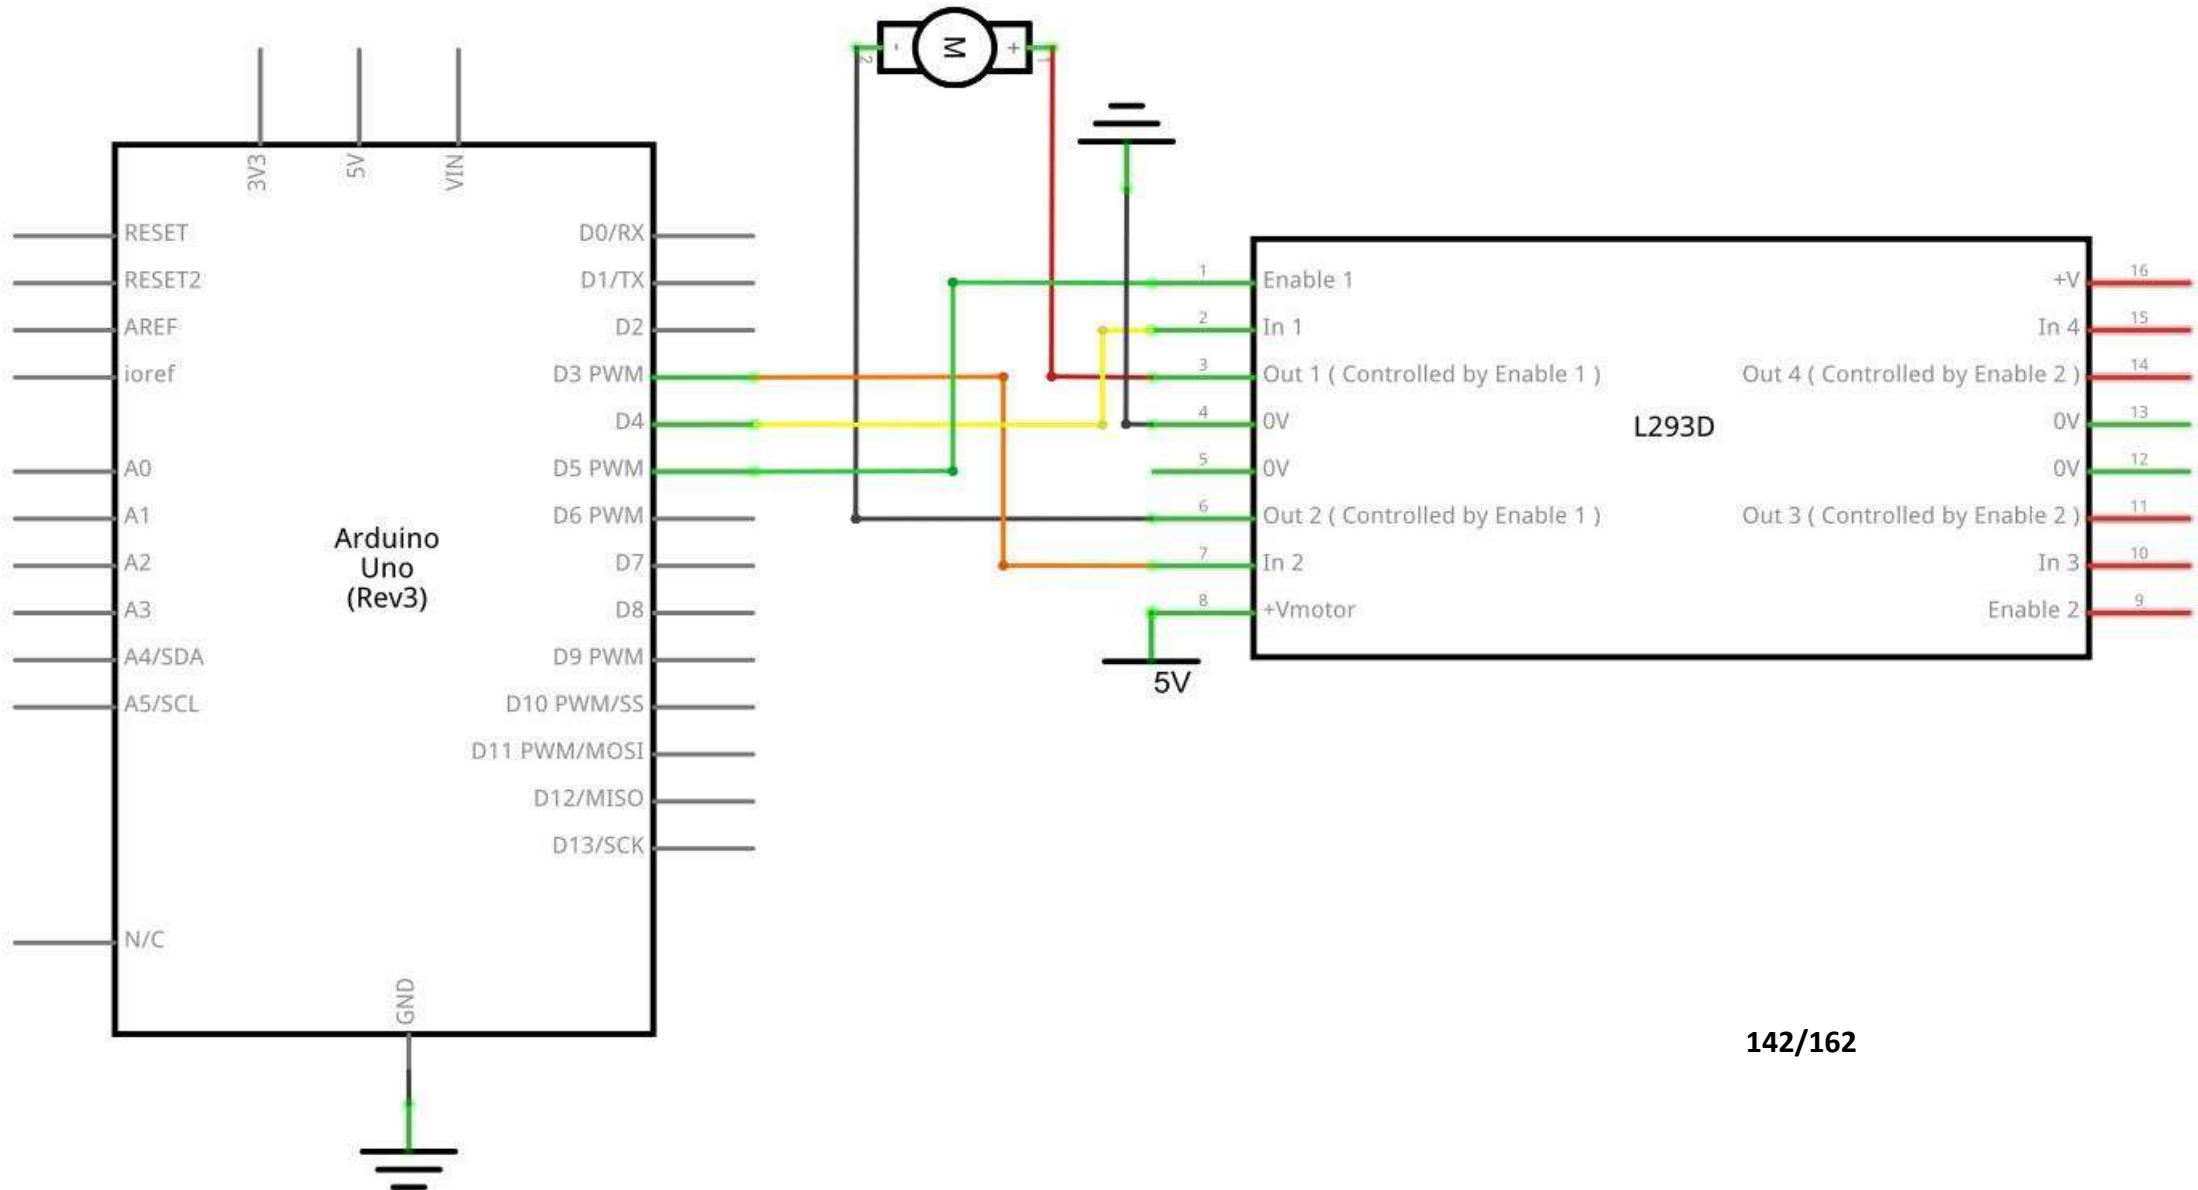 - M +
2 1
3V3 5V VIN
RESET
RESET2
AREF
ioref
A0
A1
A2
A3
A4/SDA
A5/SCL
N/C
Arduino
Uno
(Rev3)
D0/RX
D1/TX
D2
D3 PWM
D4
D5 PWM
D6 PWM
D7
D8
D9 PWM
D10 PWM/SS
D11 PWM/MOSI
D12/MISO
D13/SCK
GND
1 Enable 1
2 In 1
3 Out 1 ( Controlled by Enable 1 )
4 0V
5 0V
6 Out 2 ( Controlled by Enable 1 )
7 In 2
8 +Vmotor
5V
L293D
+V 16
In 4 15
Out 4 ( Controlled by Enable 2 ) 14
0V 13
0V 12
Out 3 ( Controlled by Enable 2 ) 11
In 3 10
Enable 2 9
142/162